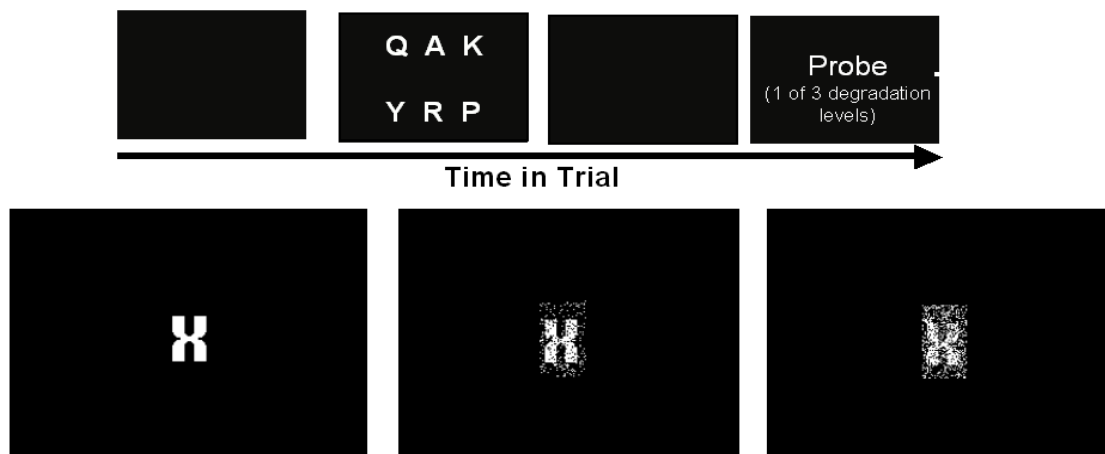 Q A K
Y R P
Probe
(1 of 3 degradation
levels)
Time in Trial
X
X
X